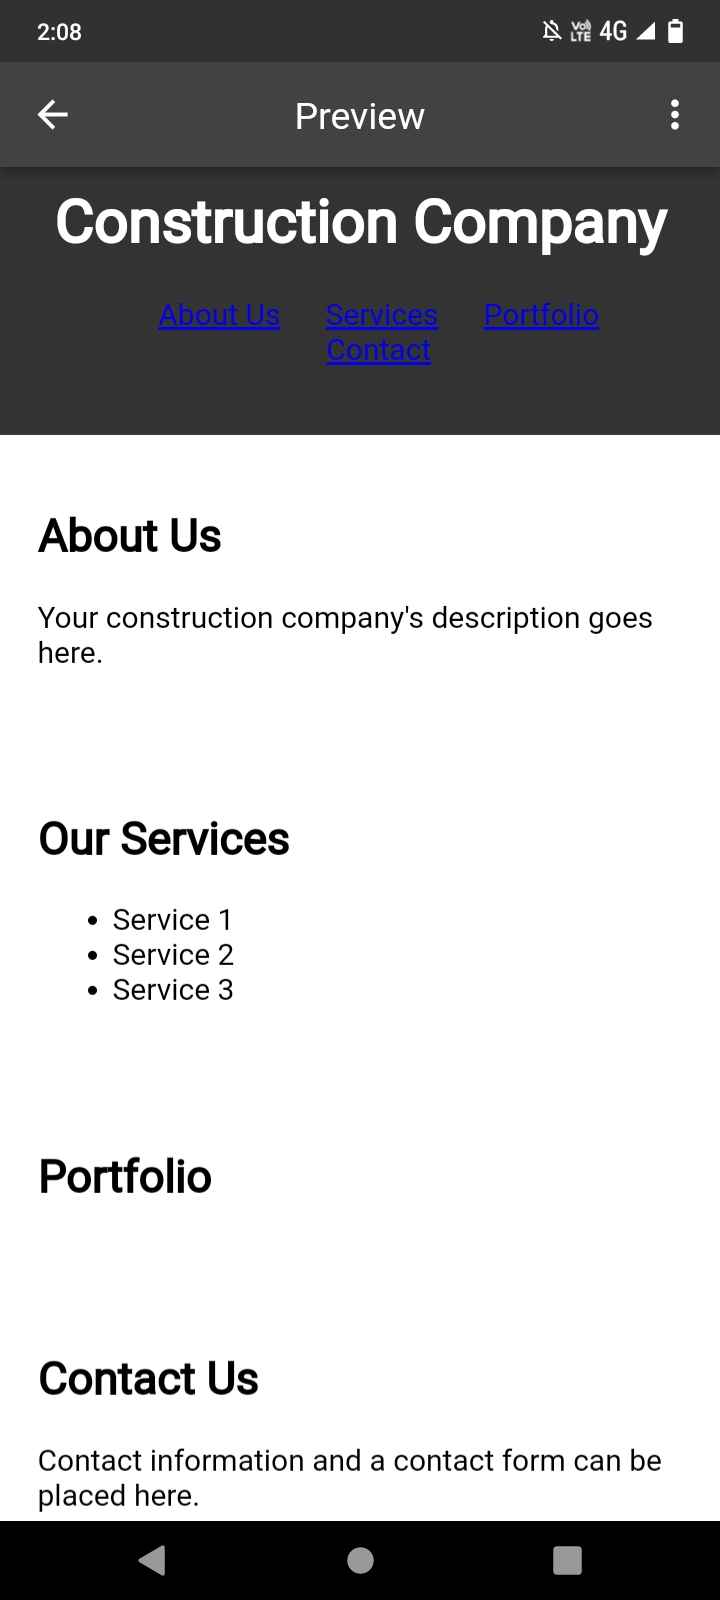 2:08
Vo) LTE 4G
Preview
Construction Company
About Us Services Portfolio
Contact
About Us
Your construction company's description goes
here.
Our Services
• Service 1
• Service 2
• Service 3
Portfolio
Contact Us
Contact information and a contact form can be
placed here.